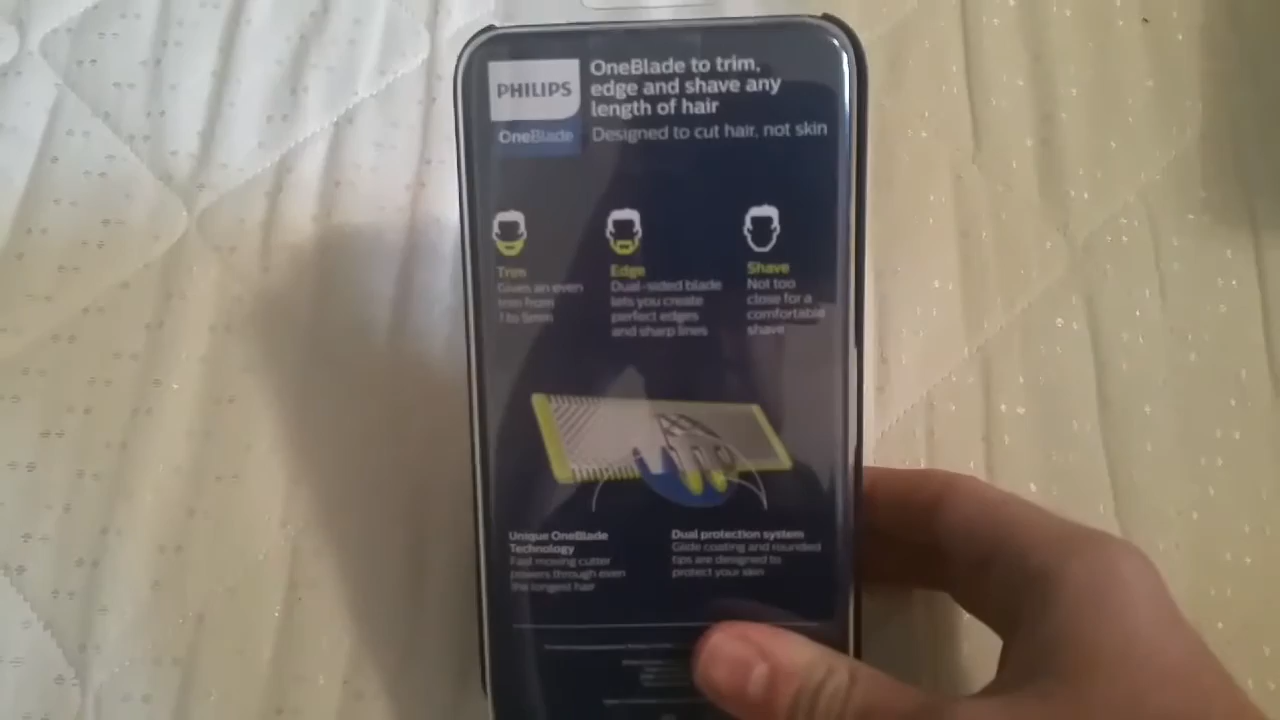 PHILIPS
OneBlade
OneBlade to trim,
edge and shave any
length of hair
Designed to cut hair, not skin
Trim
Gives an even
trim from
1 to 5mm
Edge
Dual-sided blade
lets you create
perfect edges
and sharp lines
Shave
Not too
close for a
comfortable
shave
Unique OneBlade
Technology
Fast moving cutter
powers through even
the longest hair
Dual protection system
Glide coating and rounded
tips are designed to
protect your skin